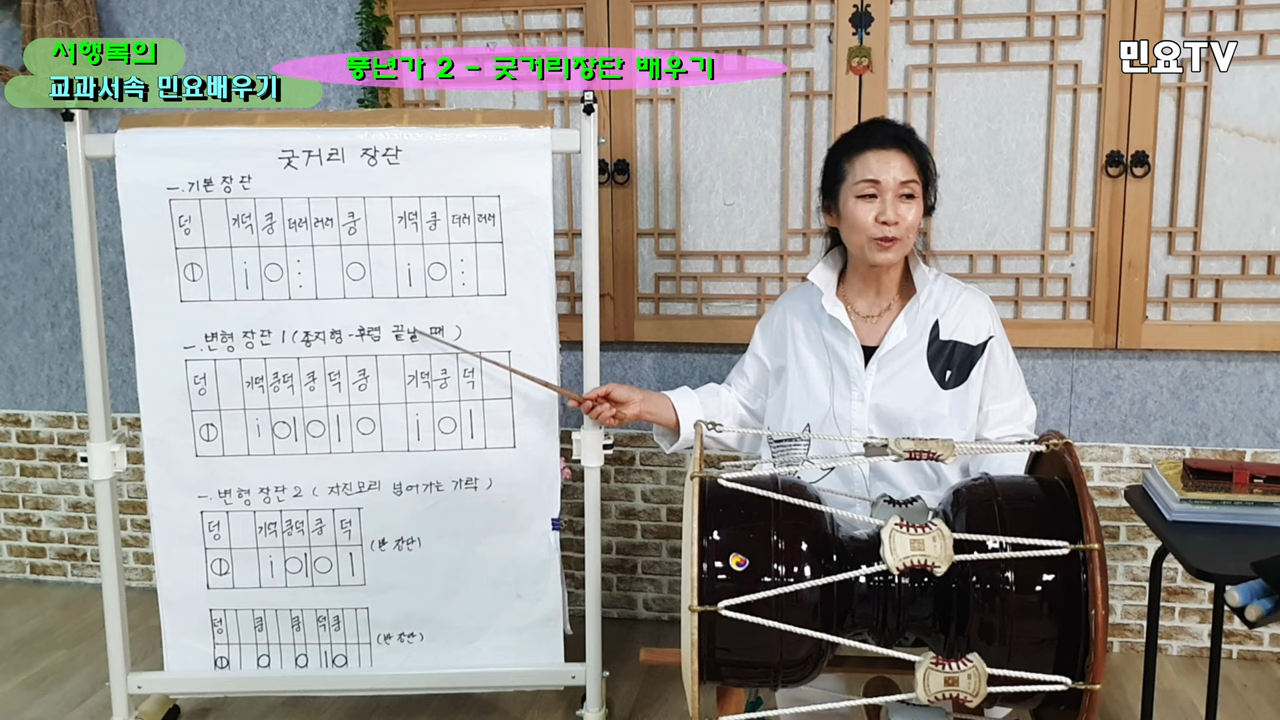 서행복의
교과서속 민요배우기
풍년가 2 - 굿거리장단 배우기
민요TV
굿거리 장단
一. 기본 장단
덩 기덕 쿵 더러 러러 쿵 기덕 쿵 더러 러러
一. 변형 장단 1 (종지형-후렴 끝날 때)
덩 기덕 쿵덕 쿵 덕 쿵 기덕 쿵 덕
一. 변형 장단 2 (자진모리 넘어가는 가락)
덩 기덕 쿵덕 쿵 덕
(반 장단)
덩 쿵 쿵 덕쿵
(반 장단)